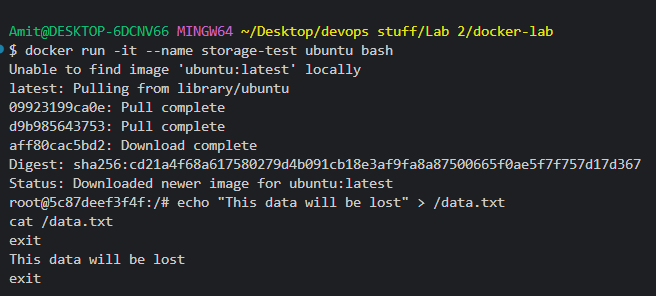 Amit@DESKTOP-6DCNV66 MINGW64 ~/Desktop/devops stuff/Lab 2/docker-lab
$ docker run -it --name storage-test ubuntu bash
Unable to find image 'ubuntu:latest' locally
latest: Pulling from library/ubuntu
09923199ca0e: Pull complete
d9b985643753: Pull complete
aff80cac5bd2: Download complete
Digest: sha256:cd21a4f68a617580279d4b091cb18e3af9fa8a87500665f0ae5f7f757d17d367
Status: Downloaded newer image for ubuntu:latest
root@5c87deef3f4f:/# echo "This data will be lost" > /data.txt
cat /data.txt
exit
This data will be lost
exit